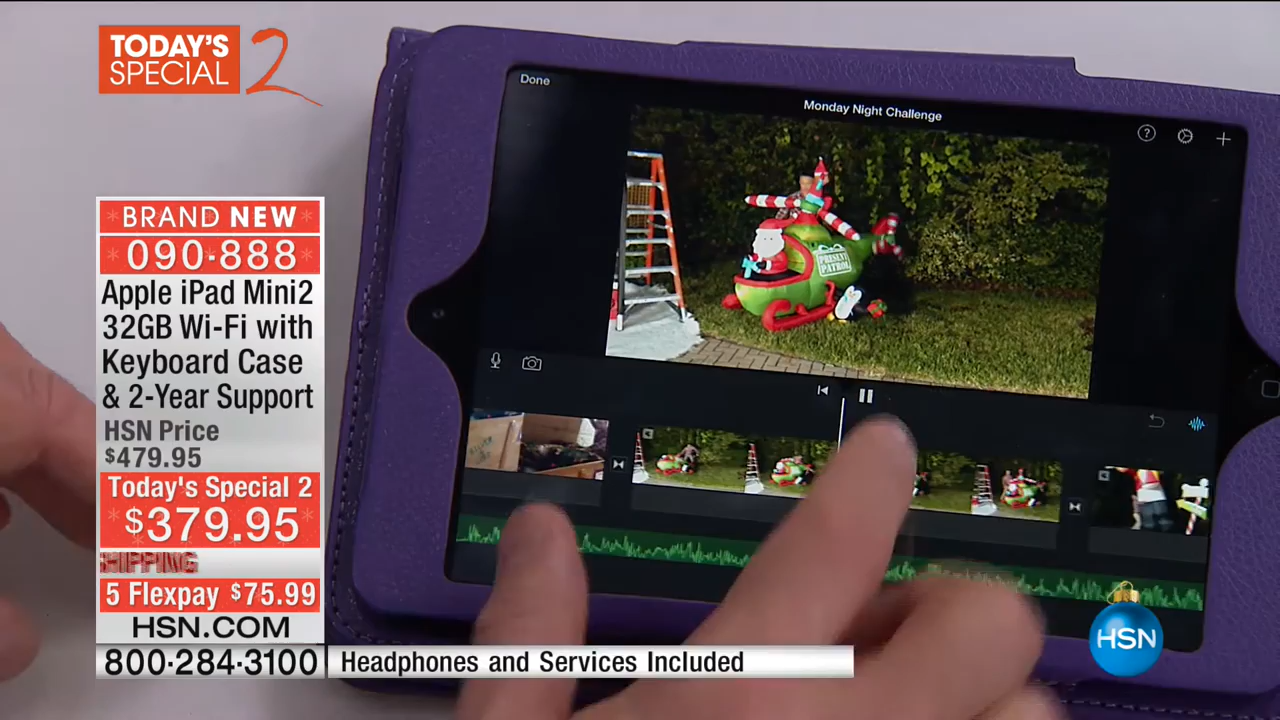 TODAY'S
SPECIAL 2
BRAND NEW
090-888
Apple iPad Mini2
32GB Wi-Fi with
Keyboard Case
& 2-Year Support
HSN Price
$479.95
Today's Special 2
$379.95
SHIPPING
5 Flexpay $75.99
HSN.COM
800-284-3100
Headphones and Services Included
Done
Monday Night Challenge
?
PRESENT
PATROL
HSN